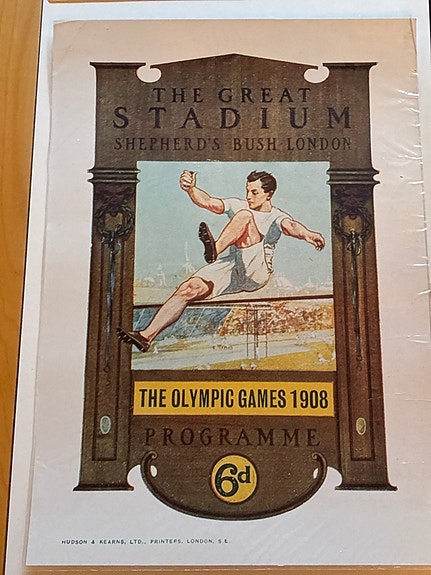 THE GREAT
STADIUM
SHEPHERD'S BUSH LONDON
THE OLYMPIC GAMES 1908
PROGRAMME
6d
HUDSON & KEARNS, LTD., PRINTERS, LONDON, S.E.